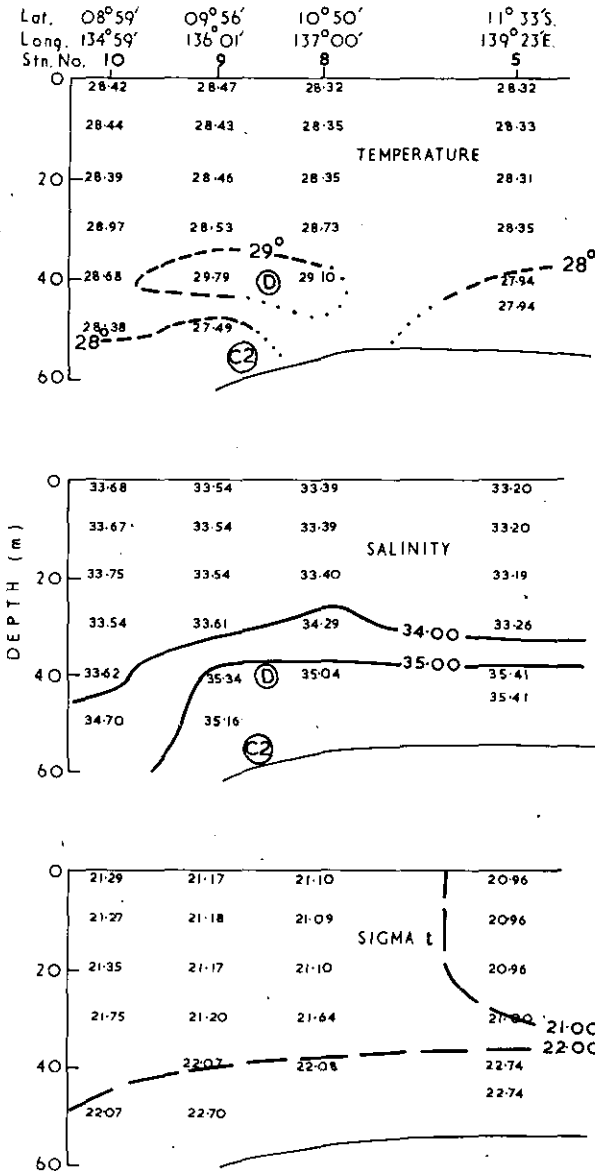 Lat. 08°59′ 09°56′ 10°50′ 11°33′S.
Long. 134°59′ 136°01′ 137°00′ 139°23′E.
Stn. No. 10 9 8 5
0
28·42 28·47 28·32 28·32
28·44 28·43 28·35 28·33
TEMPERATURE
20 28·39 28·46 28·35 28·31
28·97 28·53 28·73 28·35
29° 28°
40 28·68 29·79 D 29·10 27·94
27·94
28·38 27·49
28° C2
60
0
33·68 33·54 33·39 33·20
33·67 33·54 33·39 33·20
SALINITY
20 33·75 33·54 33·40 33·19
33·54 33·61 34·29 34·00 33·26
35·00
40 33·62 35·34 D 35·04 35·41
35·41
34·70 35·16
C2
60
DEPTH (m)
0
21·29 21·17 21·10 20·96
21·27 21·18 21·09 20·96
SIGMA t
20 21·35 21·17 21·10 20·96
21·75 21·20 21·64
21·00
22·00
40 22·07 22·08 22·74
22·74
22·07 22·70
60